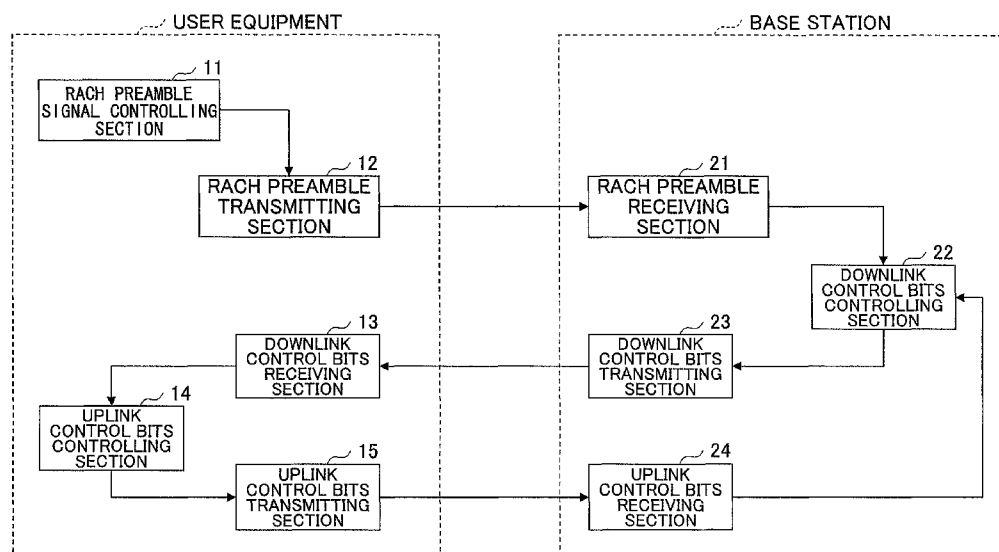 USER EQUIPMENT
BASE STATION
11
RACH PREAMBLE
SIGNAL CONTROLLING
SECTION
12
RACH PREAMBLE
TRANSMITTING
SECTION
21
RACH PREAMBLE
RECEIVING
SECTION
22
DOWNLINK
CONTROL BITS
CONTROLLING
SECTION
13
DOWNLINK
CONTROL BITS
RECEIVING
SECTION
23
DOWNLINK
CONTROL BITS
TRANSMITTING
SECTION
14
UPLINK
CONTROL BITS
CONTROLLING
SECTION
15
UPLINK
CONTROL BITS
TRANSMITTING
SECTION
24
UPLINK
CONTROL BITS
RECEIVING
SECTION